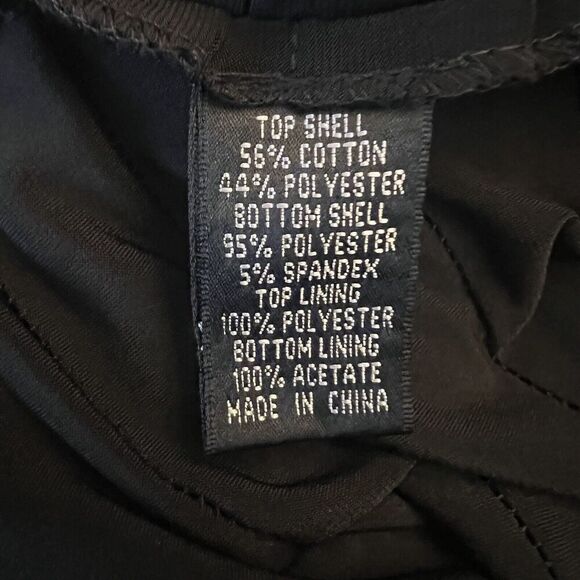 TOP SHELL
56% COTTON
44% POLYESTER
BOTTOM SHELL
95% POLYESTER
5% SPANDEX
TOP LINING
100% POLYESTER
BOTTOM LINING
100% ACETATE
MADE IN CHINA